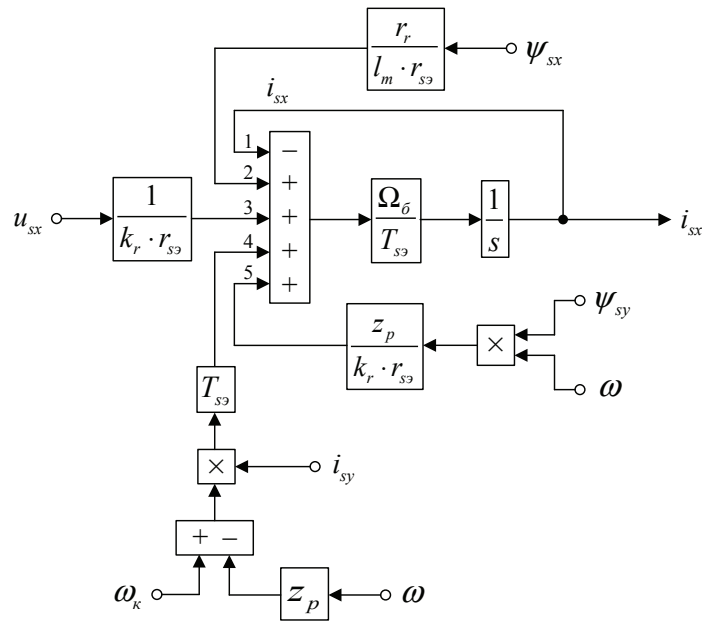 r_r
l_m · r_sэ
ψ_sx
i_sx
1 −
2 +
3 +
4 +
5 +
u_sx
1
k_r · r_sэ
Ω_б
T_sэ
1
s
i_sx
ψ_sy
z_p
k_r · r_sэ
×
ω
T_sэ
×
i_sy
+ −
ω_к
z_p
ω